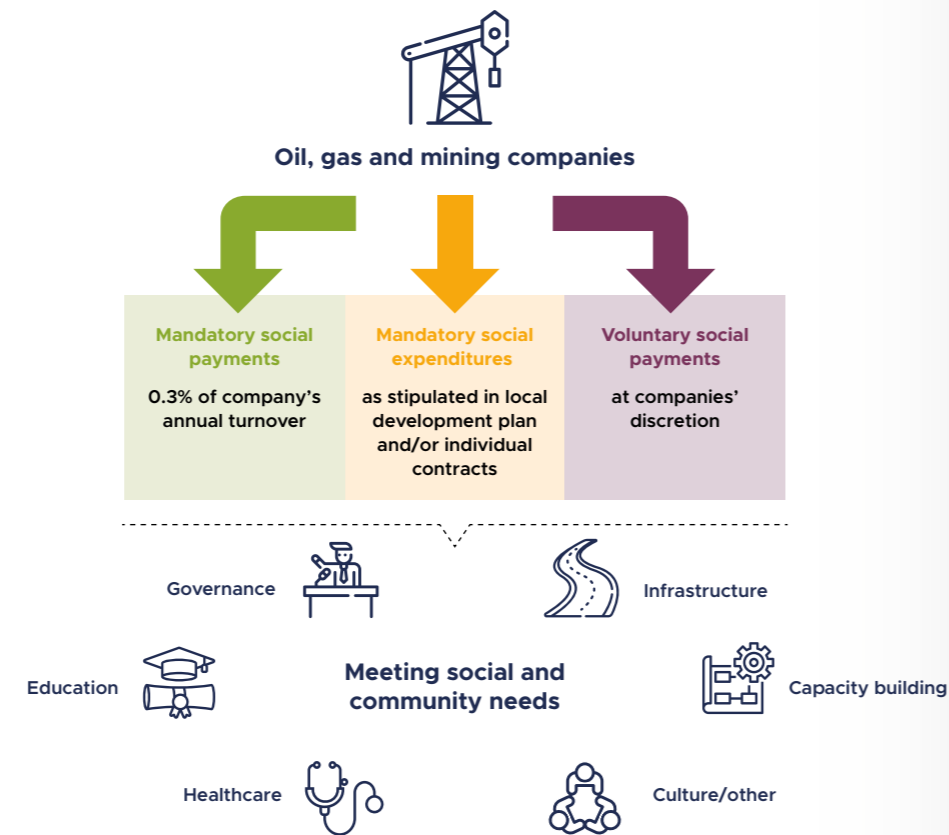 Oil, gas and mining companies
Mandatory social
payments
0.3% of company's
annual turnover
Mandatory social
expenditures
as stipulated in local
development plan
and/or individual
contracts
Voluntary social
payments
at companies'
discretion
Governance
Infrastructure
Education
Meeting social and
community needs
Capacity building
Healthcare
Culture/other